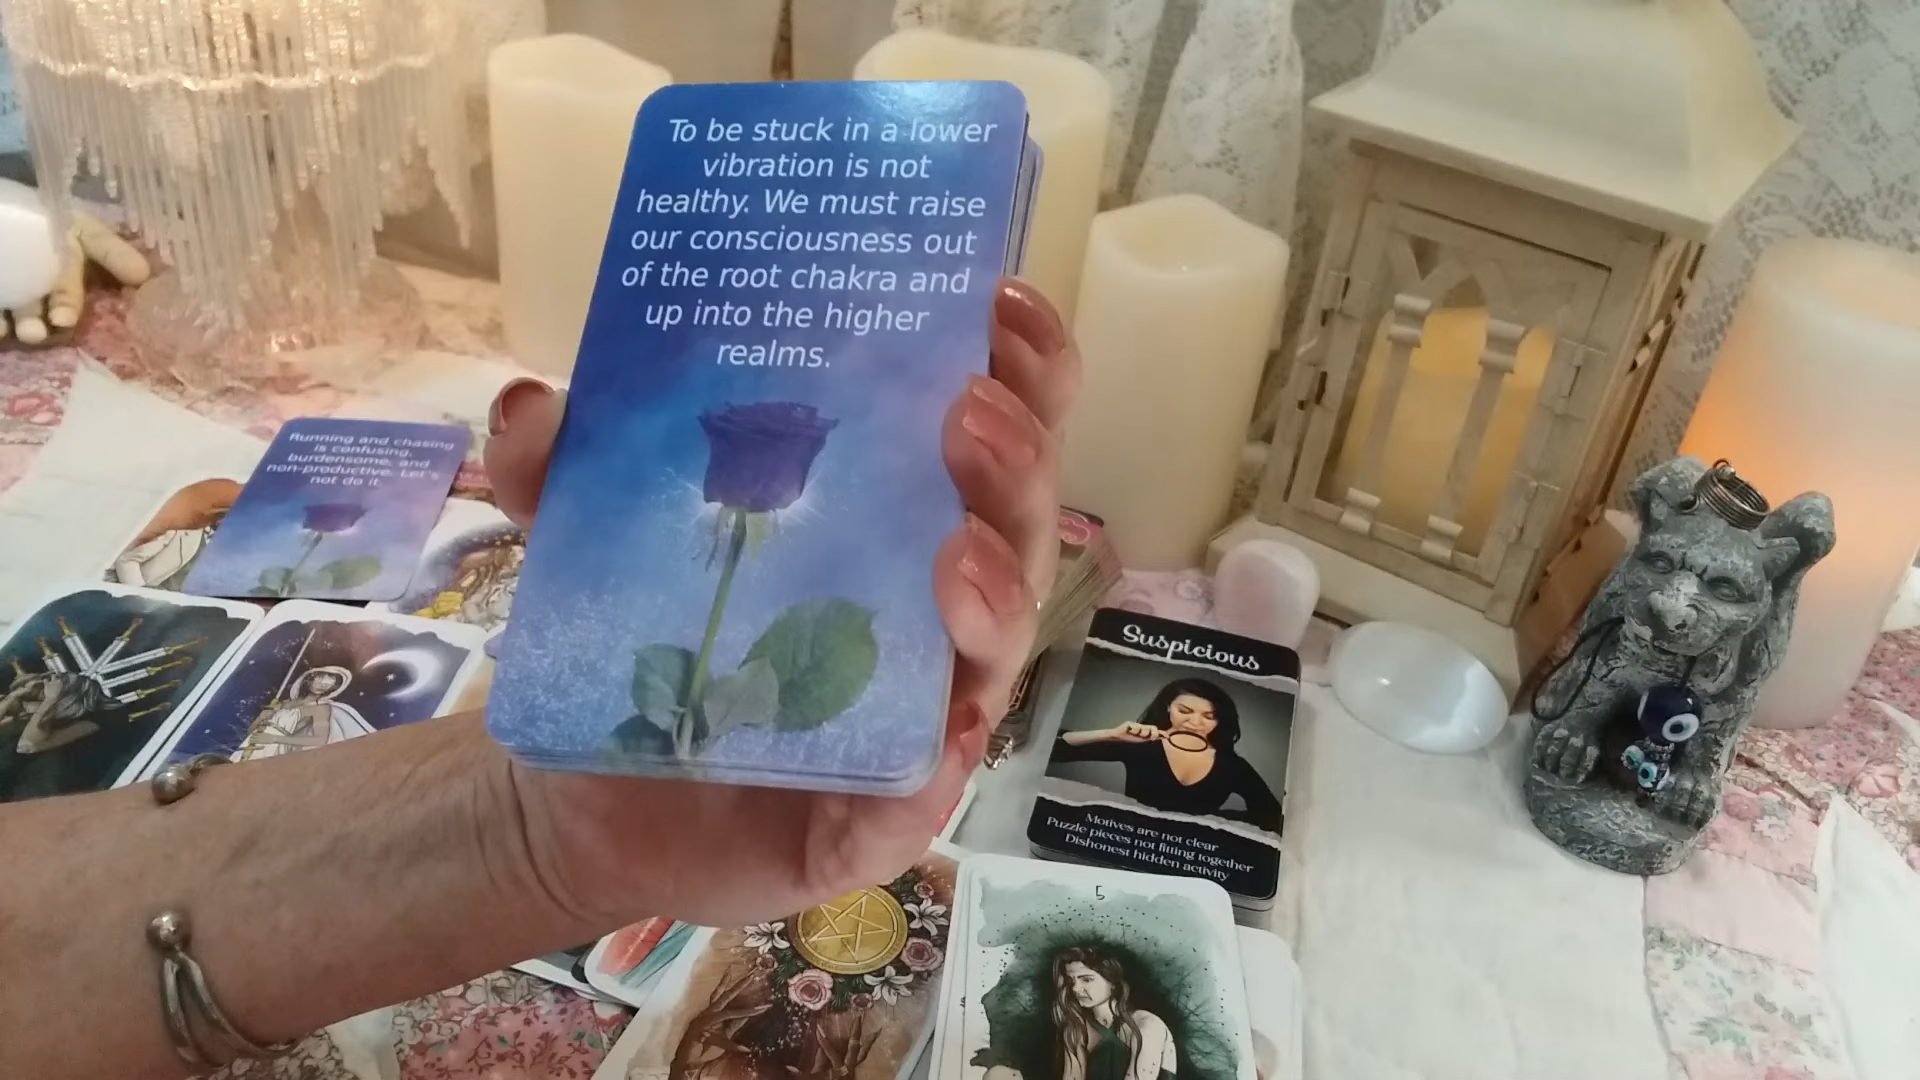 To be stuck in a lower
vibration is not
healthy. We must raise
our consciousness out
of the root chakra and
up into the higher
realms.
Running and chasing
is confusing,
burdensome, and
non-productive. Let's
not do it.
Suspicious
Motives are not clear
Puzzle pieces not fitting together
Dishonest hidden activity
5